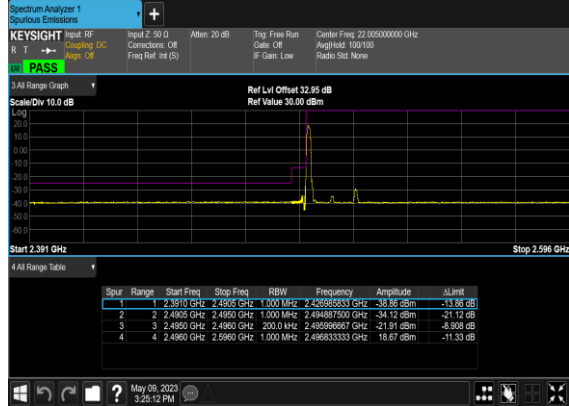 Spectrum Analyzer 1
Spurious Emissions
+
KEYSIGHT Input: RF Input Z: 50 Ω Atten: 20 dB Trig: Free Run Center Freq: 22.005000000 GHz
R T Coupling: DC Corrections: Off Gate: Off Avg|Hold: 100/100
Align: Off Freq Ref: Int (S) IF Gain: Low Radio Std: None
PASS
3 All Range Graph
Ref Lvl Offset 32.95 dB
Scale/Div 10.0 dB Ref Value 30.00 dBm
Log
20.0
10.0
0.00
-10.0
-20.0
-30.0
-40.0
-50.0
-60.0
Start 2.391 GHz Stop 2.596 GHz
4 All Range Table
Spur Range Start Freq Stop Freq RBW Frequency Amplitude ΔLimit
1 1 2.3910 GHz 2.4905 GHz 1.000 MHz 2.426985833 GHz -38.86 dBm -13.86 dB
2 2 2.4905 GHz 2.4950 GHz 1.000 MHz 2.494887500 GHz -34.12 dBm -21.12 dB
3 3 2.4950 GHz 2.4960 GHz 200.0 kHz 2.495996667 GHz -21.91 dBm -8.908 dB
4 4 2.4960 GHz 2.5960 GHz 1.000 MHz 2.496833333 GHz 18.67 dBm -11.33 dB
? May 09, 2023
3:25:12 PM